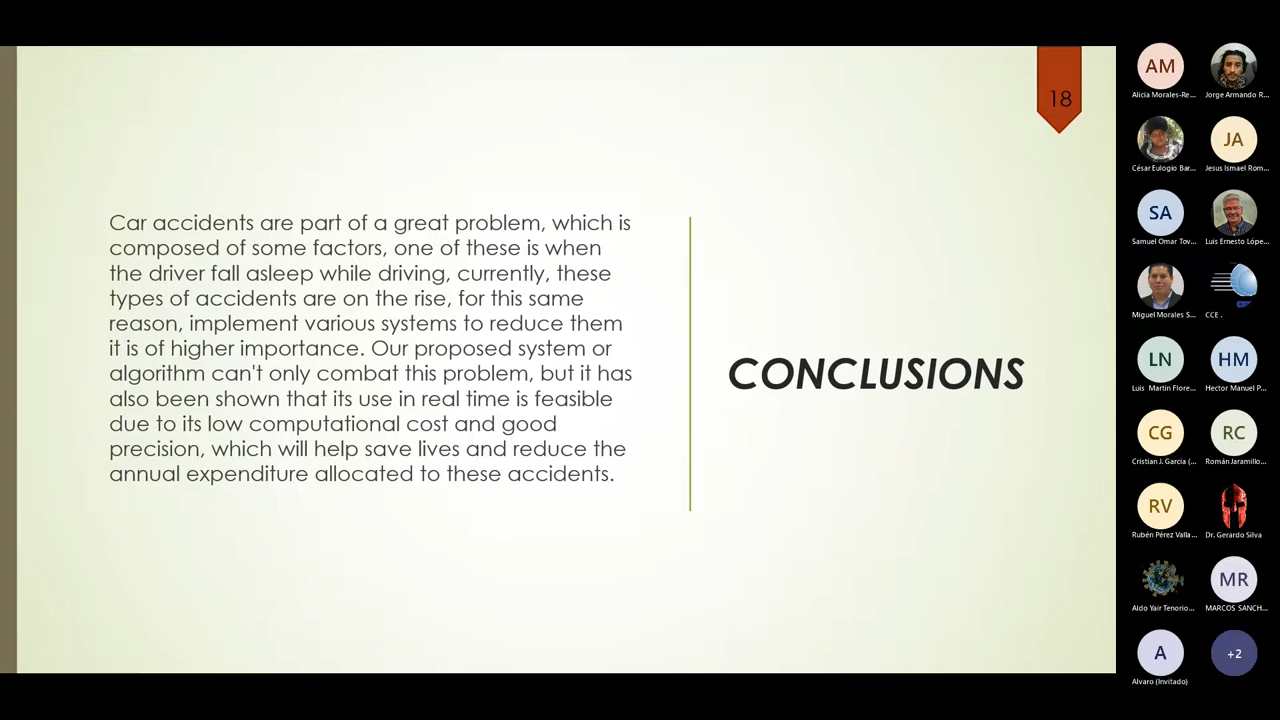 18
Car accidents are part of a great problem, which is
composed of some factors, one of these is when
the driver fall asleep while driving, currently, these
types of accidents are on the rise, for this same
reason, implement various systems to reduce them
it is of higher importance. Our proposed system or
algorithm can't only combat this problem, but it has
also been shown that its use in real time is feasible
due to its low computational cost and good
precision, which will help save lives and reduce the
annual expenditure allocated to these accidents.
CONCLUSIONS
AM
Alicia Morales-Re...
Jorge Armando R...
César Eulogio Bar...
JA
Jesus Ismael Rom...
SA
Samuel Omar Tov...
Luis Ernesto Lópe...
Miguel Morales S...
CCE .
LN
Luis Martin Flore...
HM
Hector Manuel P...
CG
Cristian J. Garcia (...
RC
Román Jaramillo...
RV
Rubén Pérez Valla...
Dr. Gerardo Silva
Aldo Yair Tenorio...
MR
MARCOS SANCH...
A
Alvaro (Invitado)
+2